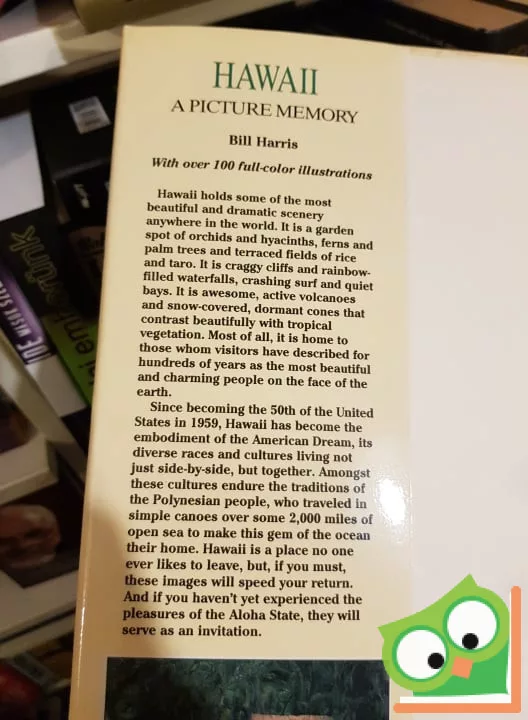 HAWAII
A PICTURE MEMORY
Bill Harris
With over 100 full-color illustrations
Hawaii holds some of the most
beautiful and dramatic scenery
anywhere in the world. It is a garden
spot of orchids and hyacinths, ferns and
palm trees and terraced fields of rice
and taro. It is craggy cliffs and rainbow-
filled waterfalls, crashing surf and quiet
bays. It is awesome, active volcanoes
and snow-covered, dormant cones that
contrast beautifully with tropical
vegetation. Most of all, it is home to
those whom visitors have described for
hundreds of years as the most beautiful
and charming people on the face of the
earth.
Since becoming the 50th of the United
States in 1959, Hawaii has become the
embodiment of the American Dream, its
diverse races and cultures living not
just side-by-side, but together. Amongst
these cultures endure the traditions of
the Polynesian people, who traveled in
simple canoes over some 2,000 miles of
open sea to make this gem of the ocean
their home. Hawaii is a place no one
ever likes to leave, but, if you must,
these images will speed your return.
And if you haven't yet experienced the
pleasures of the Aloha State, they will
serve as an invitation.